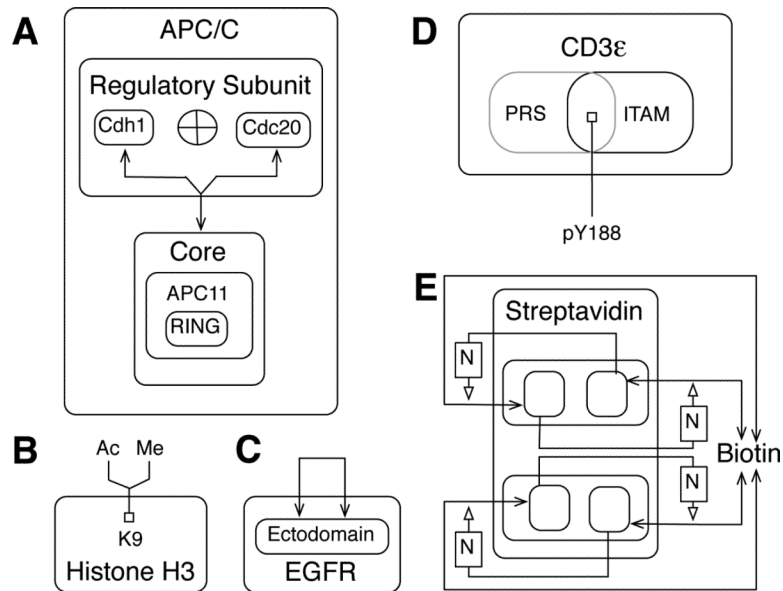 A
APC/C
Regulatory Subunit
Cdh1
Cdc20
Core
APC11
RING
B
Ac Me
K9
Histone H3
C
Ectodomain
EGFR
D
CD3ε
PRS
ITAM
pY188
E
Streptavidin
N
N
Biotin
N
N